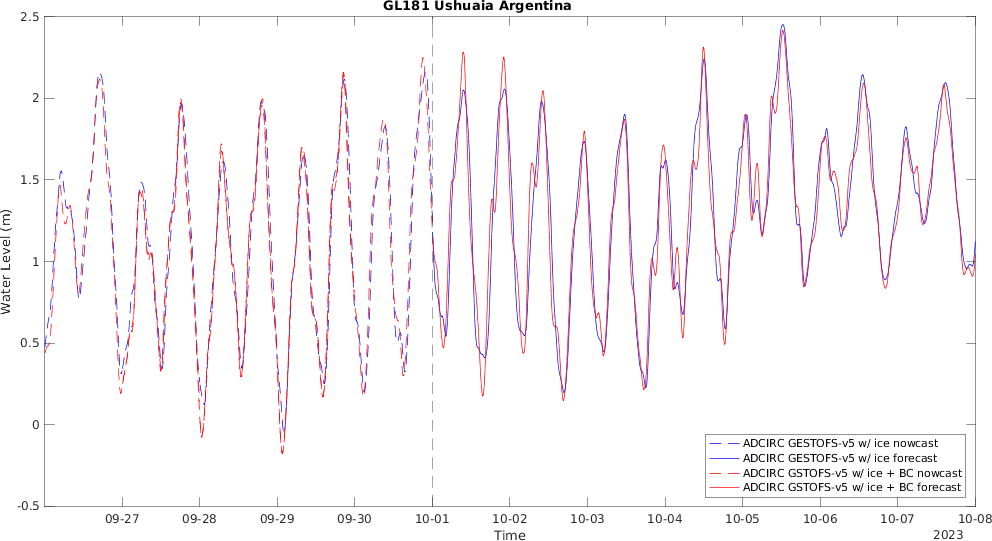 GL181 Ushuaia Argentina
2.5
2
1.5
1
0.5
0
-0.5
Water Level (m)
ADCIRC GESTOFS-v5 w/ ice nowcast
ADCIRC GESTOFS-v5 w/ ice forecast
ADCIRC GSTOFS-v5 w/ ice + BC nowcast
ADCIRC GSTOFS-v5 w/ ice + BC forecast
09-27 09-28 09-29 09-30 10-01 10-02 10-03 10-04 10-05 10-06 10-07 10-08
Time
2023